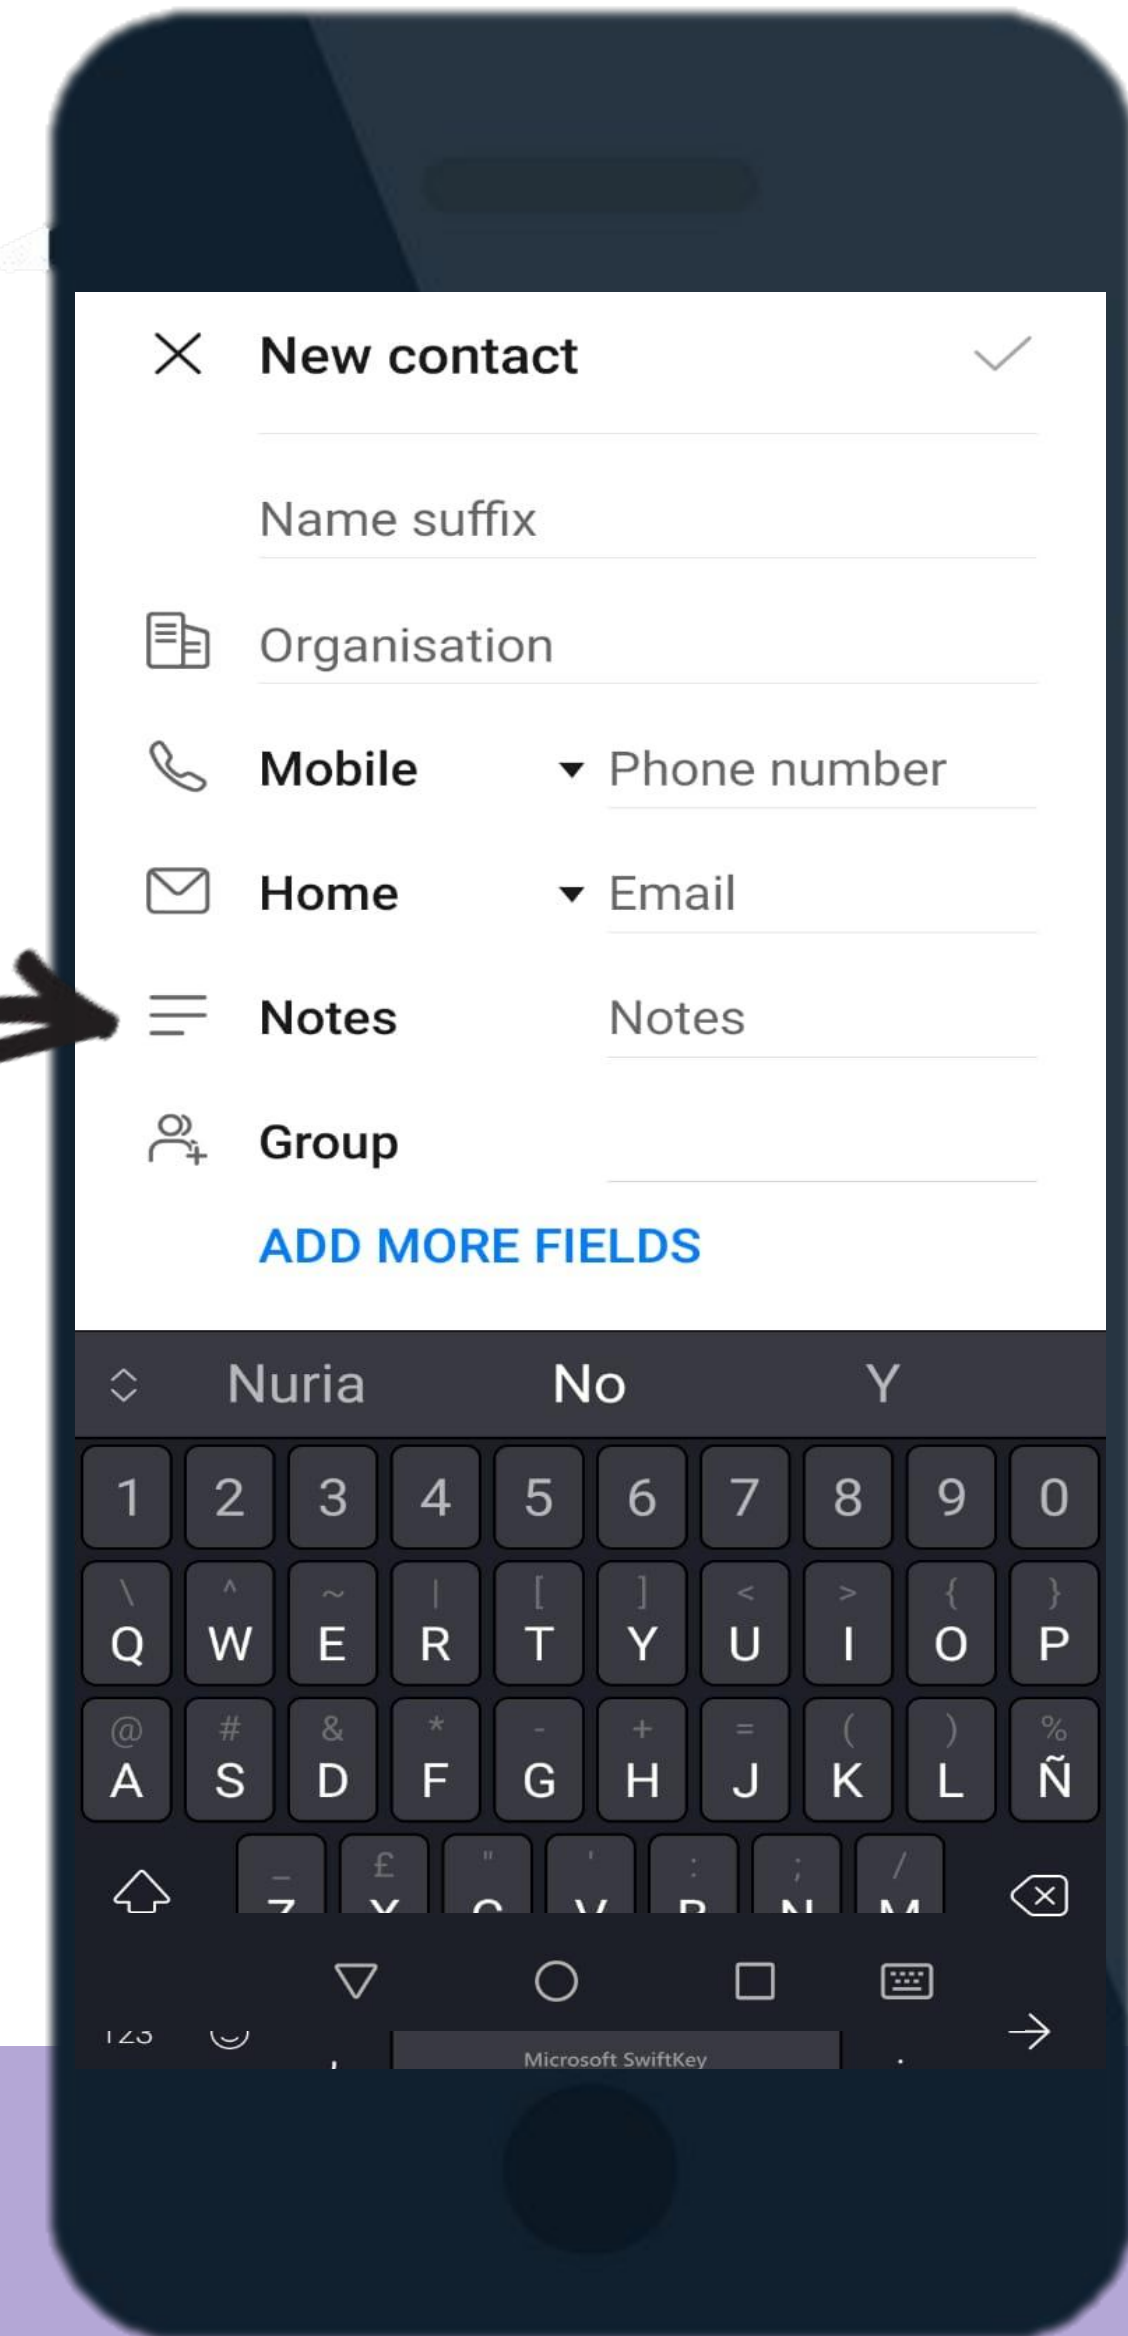 New contact
Name suffix
Organisation
Mobile Phone number
Home Email
Notes Notes
Group
ADD MORE FIELDS
Nuria No Y
1 2 3 4 5 6 7 8 9 0
\ ^ ~ | [ ] < > { }
Q W E R T Y U I O P
@ # & * - + = ( ) %
A S D F G H J K L Ñ
_ £ " ' : ; /
Z X C V B N M
123 , Microsoft SwiftKey .